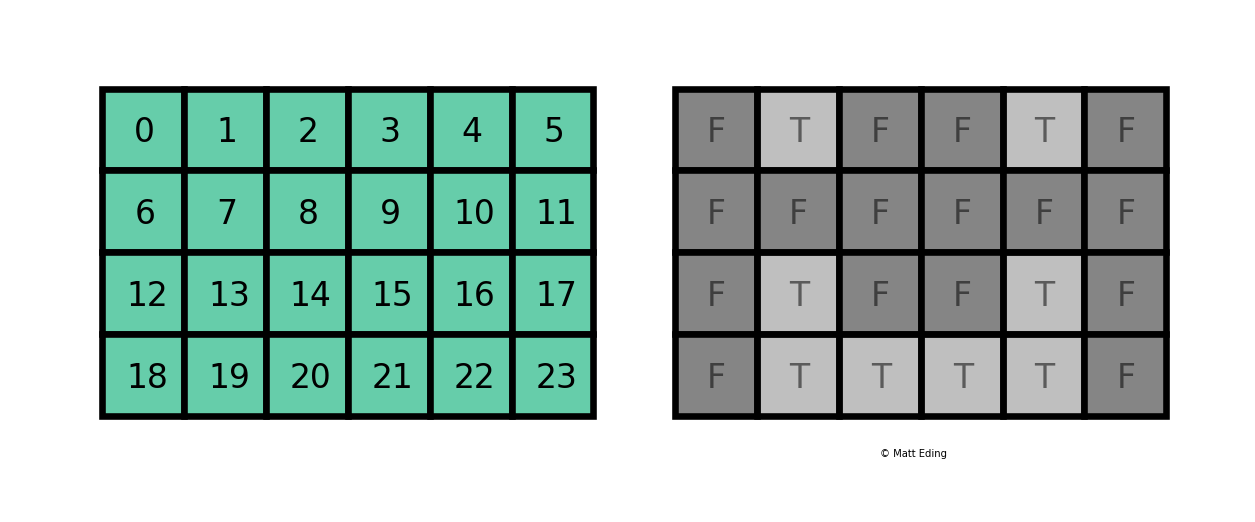 0 1 2 3 4 5
6 7 8 9 10 11
12 13 14 15 16 17
18 19 20 21 22 23
F T F F T F
F F F F F F
F T F F T F
F T T T T F
© Matt Eding